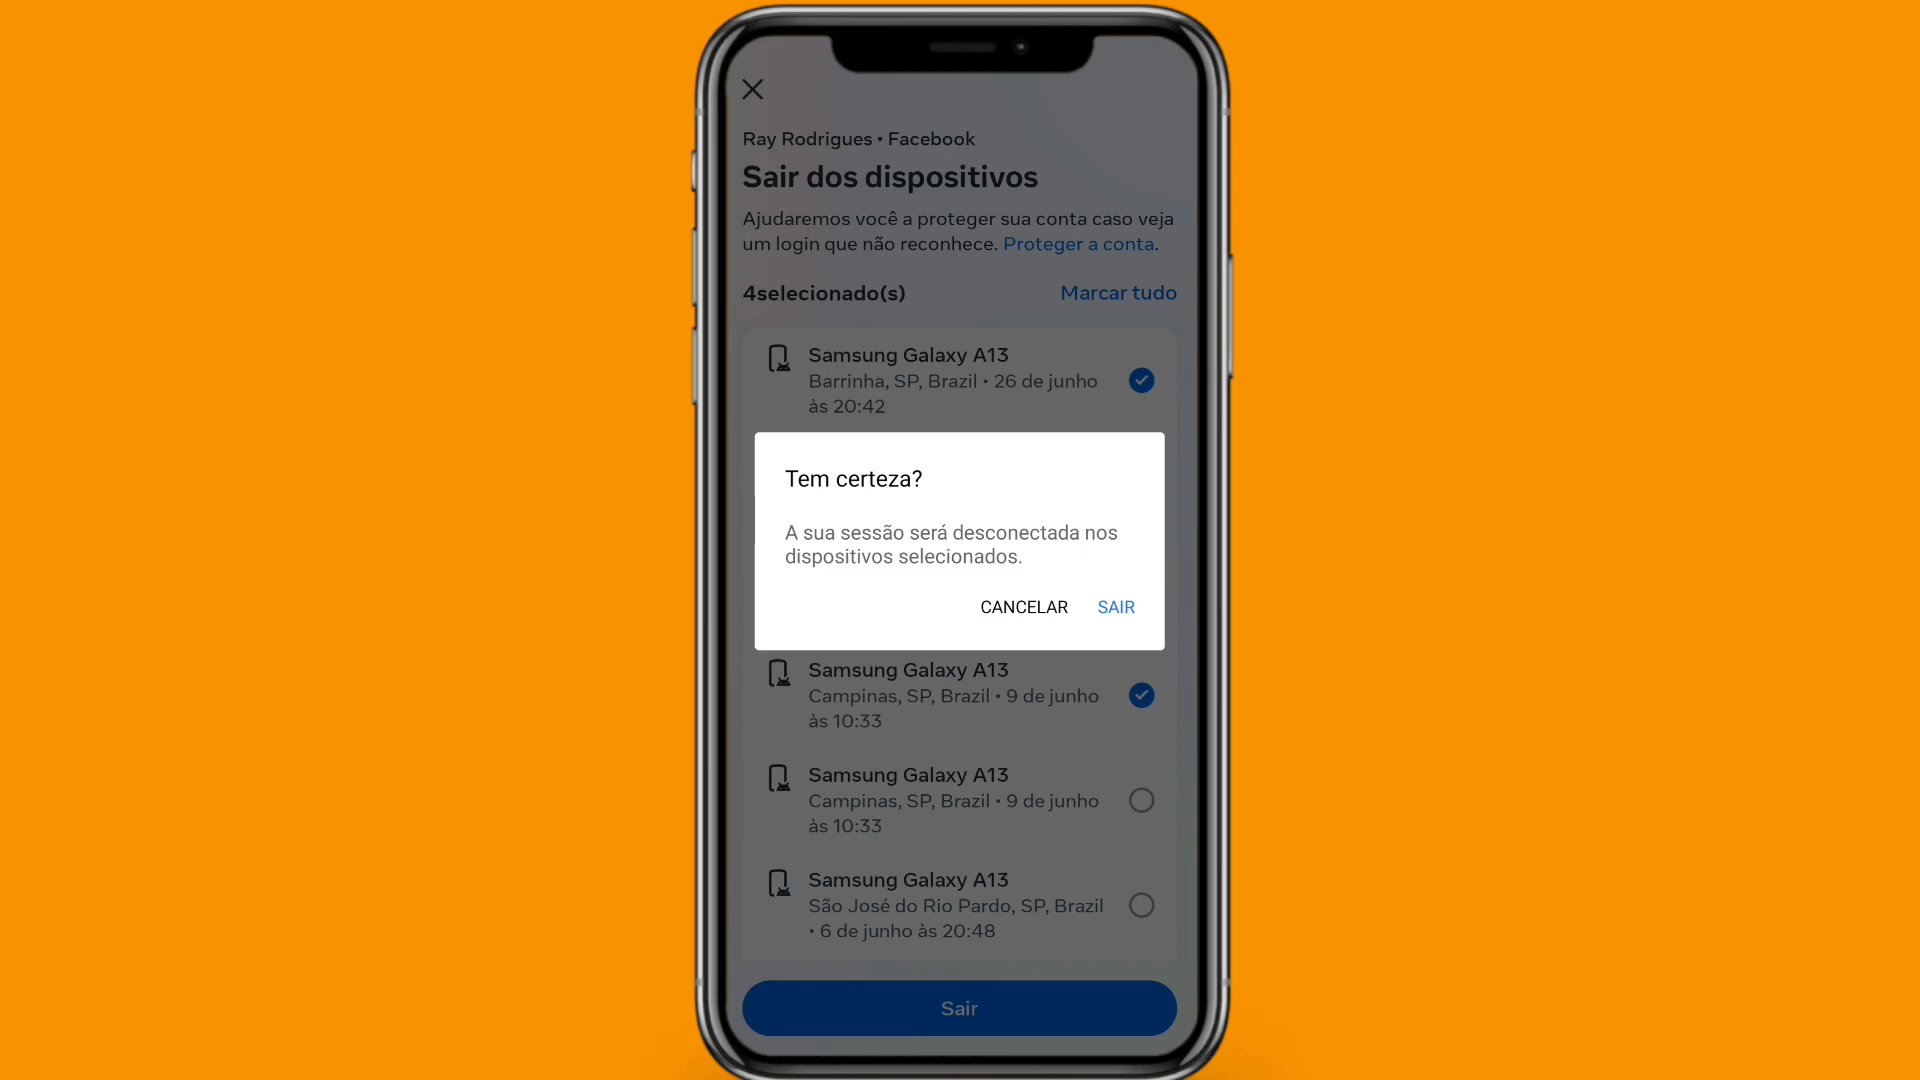 Ray Rodrigues • Facebook
Sair dos dispositivos
Ajudaremos você a proteger sua conta caso veja
um login que não reconhece. Proteger a conta.
4selecionado(s)
Marcar tudo
Samsung Galaxy A13
Barrinha, SP, Brazil • 26 de junho
às 20:42
Tem certeza?
A sua sessão será desconectada nos
dispositivos selecionados.
CANCELAR
SAIR
Samsung Galaxy A13
Campinas, SP, Brazil • 9 de junho
às 10:33
Samsung Galaxy A13
Campinas, SP, Brazil • 9 de junho
às 10:33
Samsung Galaxy A13
São José do Rio Pardo, SP, Brazil
• 6 de junho às 20:48
Sair